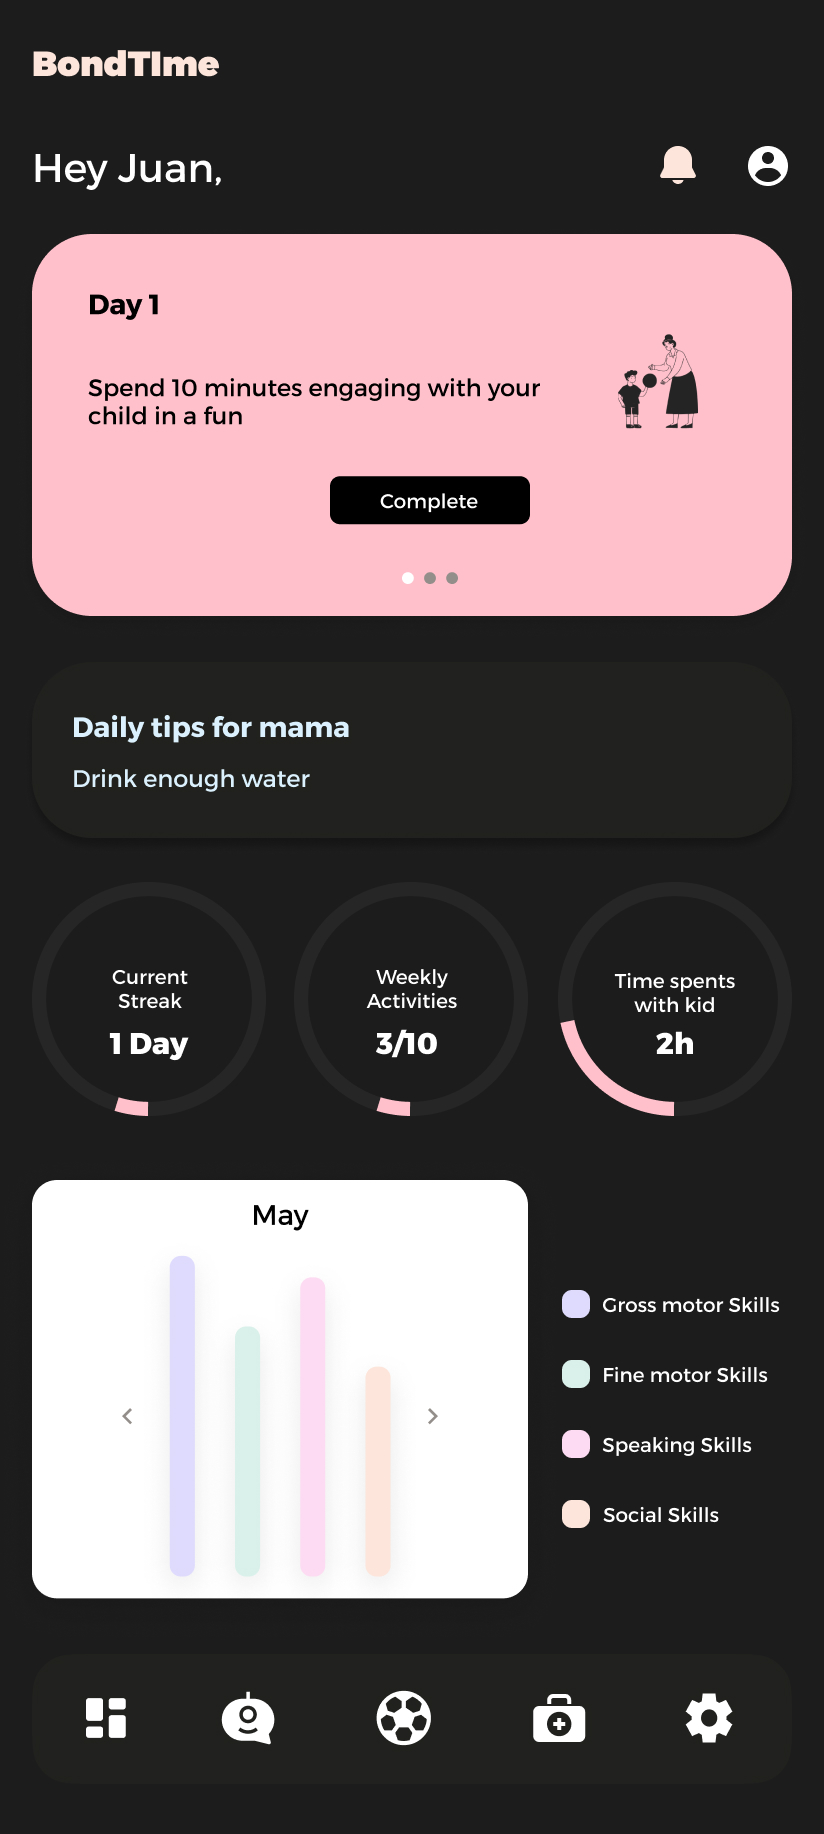 BondTIme
Hey Juan,
Day 1
Spend 10 minutes engaging with your
child in a fun
Complete
Daily tips for mama
Drink enough water
Current
Streak
1 Day
Weekly
Activities
3/10
Time spents
with kid
2h
May
Gross motor Skills
Fine motor Skills
Speaking Skills
Social Skills